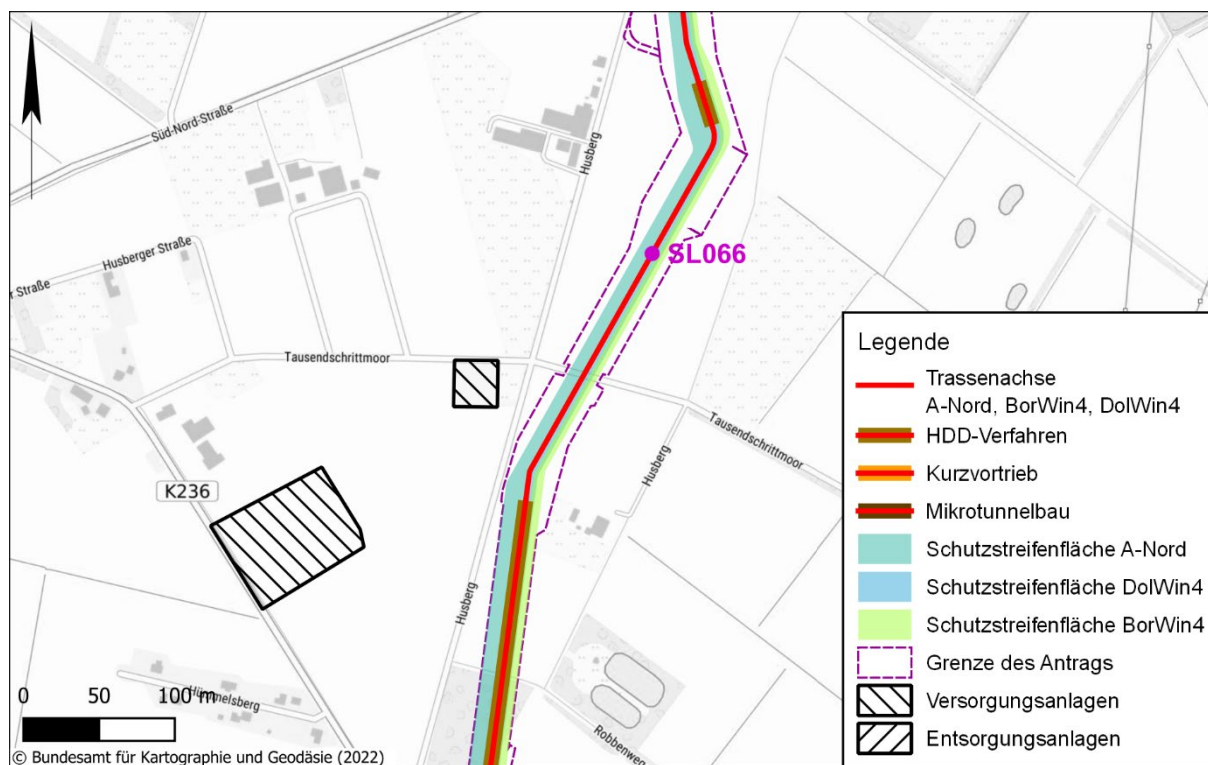 Süd-Nord-Straße
Husberg
Husberger Straße
r Straße
SL066
Tausendschrittmoor
Tausendschrittmoor
Husberg
K236
Husberg
Hümmelsberg
Robbenweg
0 50 100 m
© Bundesamt für Kartographie und Geodäsie (2022)
Legende
Trassenachse
A-Nord, BorWin4, DolWin4
HDD-Verfahren
Kurzvortrieb
Mikrotunnelbau
Schutzstreifenfläche A-Nord
Schutzstreifenfläche DolWin4
Schutzstreifenfläche BorWin4
Grenze des Antrags
Versorgungsanlagen
Entsorgungsanlagen